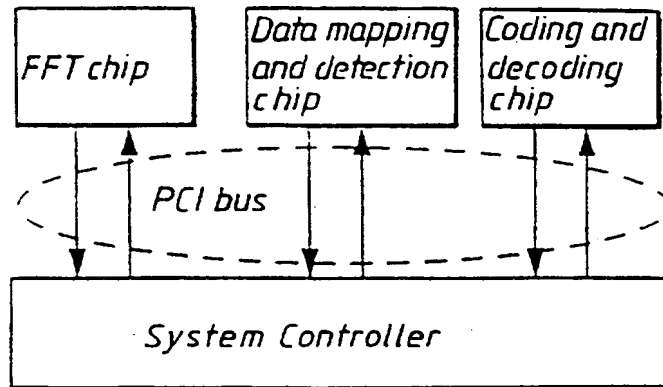 FFT chip
Data mapping
and detection
chip
Coding and
decoding
chip
PCI bus
System Controller